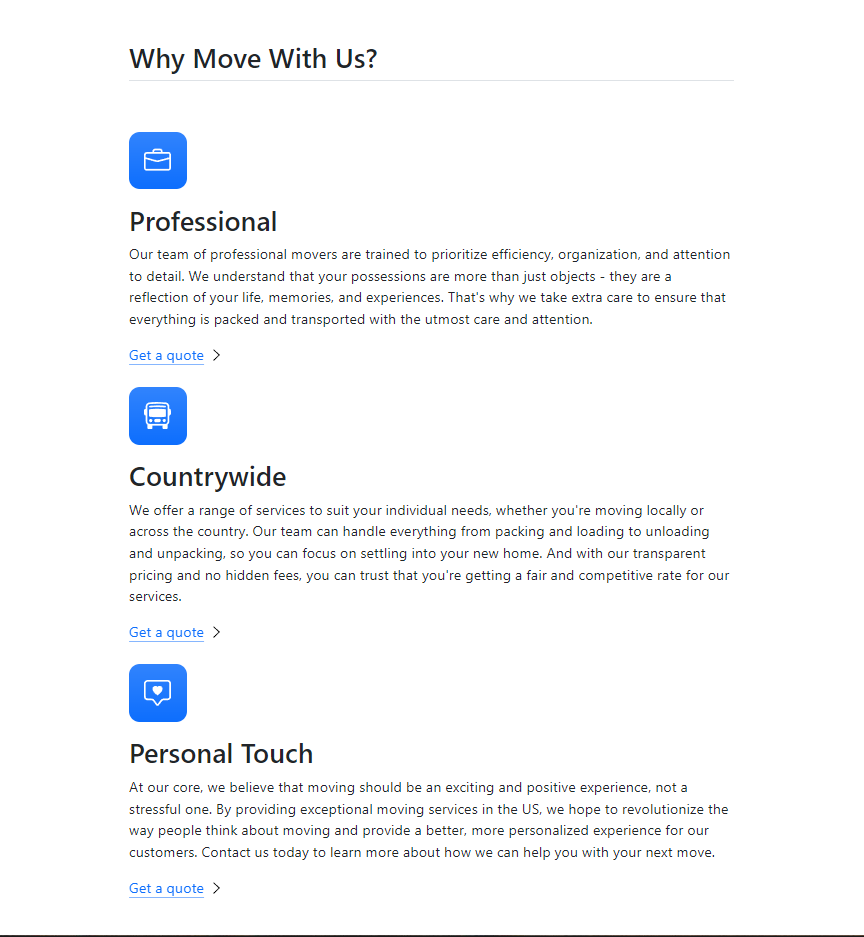 Why Move With Us?
Professional
Our team of professional movers are trained to prioritize efficiency, organization, and attention
to detail. We understand that your possessions are more than just objects - they are a
reflection of your life, memories, and experiences. That's why we take extra care to ensure that
everything is packed and transported with the utmost care and attention.
Get a quote
Countrywide
We offer a range of services to suit your individual needs, whether you're moving locally or
across the country. Our team can handle everything from packing and loading to unloading
and unpacking, so you can focus on settling into your new home. And with our transparent
pricing and no hidden fees, you can trust that you're getting a fair and competitive rate for our
services.
Get a quote
Personal Touch
At our core, we believe that moving should be an exciting and positive experience, not a
stressful one. By providing exceptional moving services in the US, we hope to revolutionize the
way people think about moving and provide a better, more personalized experience for our
customers. Contact us today to learn more about how we can help you with your next move.
Get a quote